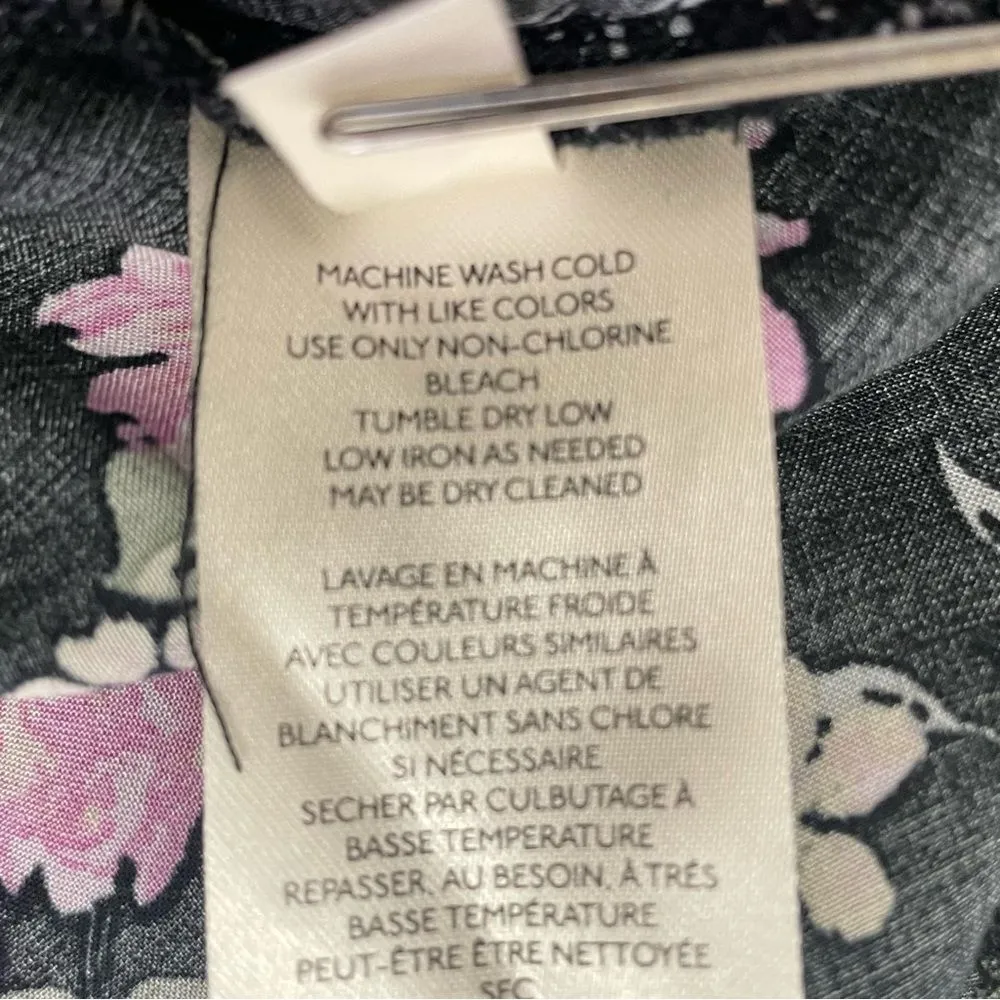 MACHINE WASH COLD
WITH LIKE COLORS
USE ONLY NON-CHLORINE
BLEACH
TUMBLE DRY LOW
LOW IRON AS NEEDED
MAY BE DRY CLEANED
LAVAGE EN MACHINE À
TEMPÉRATURE FROIDE
AVEC COULEURS SIMILAIRES
UTILISER UN AGENT DE
BLANCHIMENT SANS CHLORE
SI NÉCESSAIRE
SECHER PAR CULBUTAGE À
BASSE TEMPERATURE
REPASSER, AU BESOIN, À TRÉS
BASSE TEMPÉRATURE
PEUT-ÊTRE ÊTRE NETTOYÉE
SEC